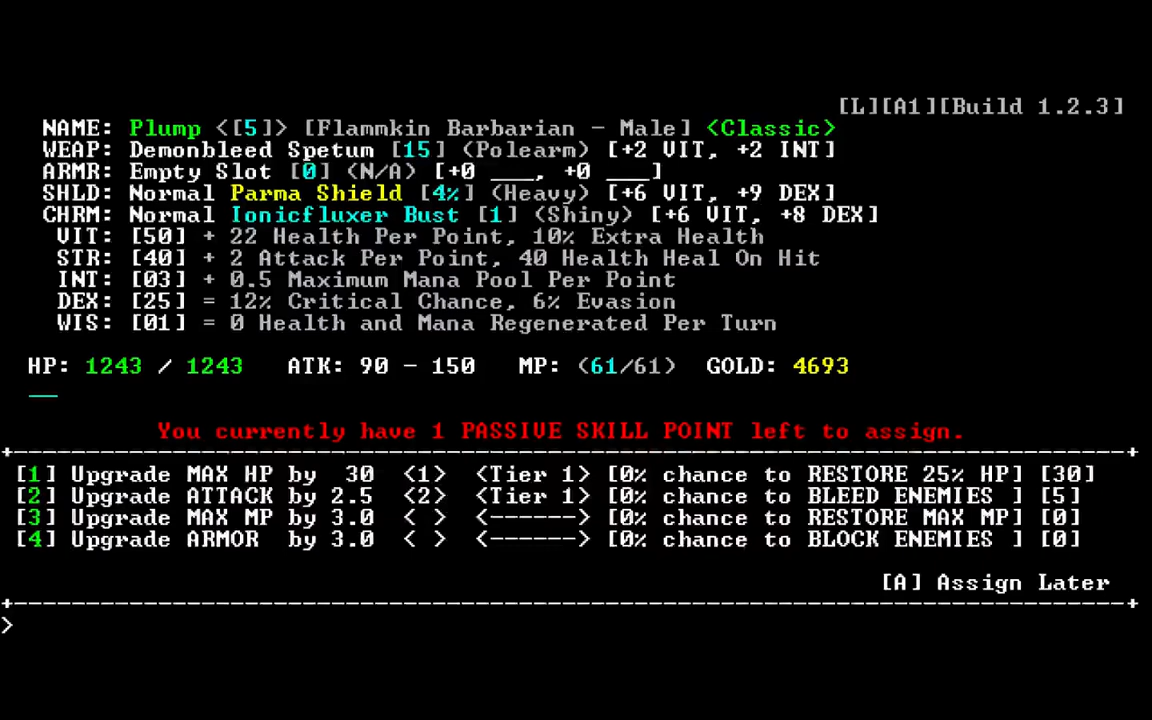 [L][A1][Build 1.2.3]
NAME: Plump <[5]> [Flammkin Barbarian - Male] <Classic>
WEAP: Demonbleed Spetum [15] (Polearm) [+2 VIT, +2 INT]
ARMR: Empty Slot [0] (N/A) [+0 ___, +0 ___]
SHLD: Normal Parma Shield [4%] (Heavy) [+6 VIT, +9 DEX]
CHRM: Normal Ionicfluxer Bust [1] (Shiny) [+6 VIT, +8 DEX]
VIT: [50] + 22 Health Per Point, 10% Extra Health
STR: [40] + 2 Attack Per Point, 40 Health Heal On Hit
INT: [03] + 0.5 Maximum Mana Pool Per Point
DEX: [25] = 12% Critical Chance, 6% Evasion
WIS: [01] = 0 Health and Mana Regenerated Per Turn
HP: 1243 / 1243 ATK: 90 - 150 MP: (61/61) GOLD: 4693
__
You currently have 1 PASSIVE SKILL POINT left to assign.
+------------------------------------------------------------------------------+
[1] Upgrade MAX HP by 30 <1> <Tier 1> [0% chance to RESTORE 25% HP] [30]
[2] Upgrade ATTACK by 2.5 <2> <Tier 1> [0% chance to BLEED ENEMIES ] [5]
[3] Upgrade MAX MP by 3.0 < > <------> [0% chance to RESTORE MAX MP] [0]
[4] Upgrade ARMOR by 3.0 < > <------> [0% chance to BLOCK ENEMIES ] [0]
[A] Assign Later
+------------------------------------------------------------------------------+
>